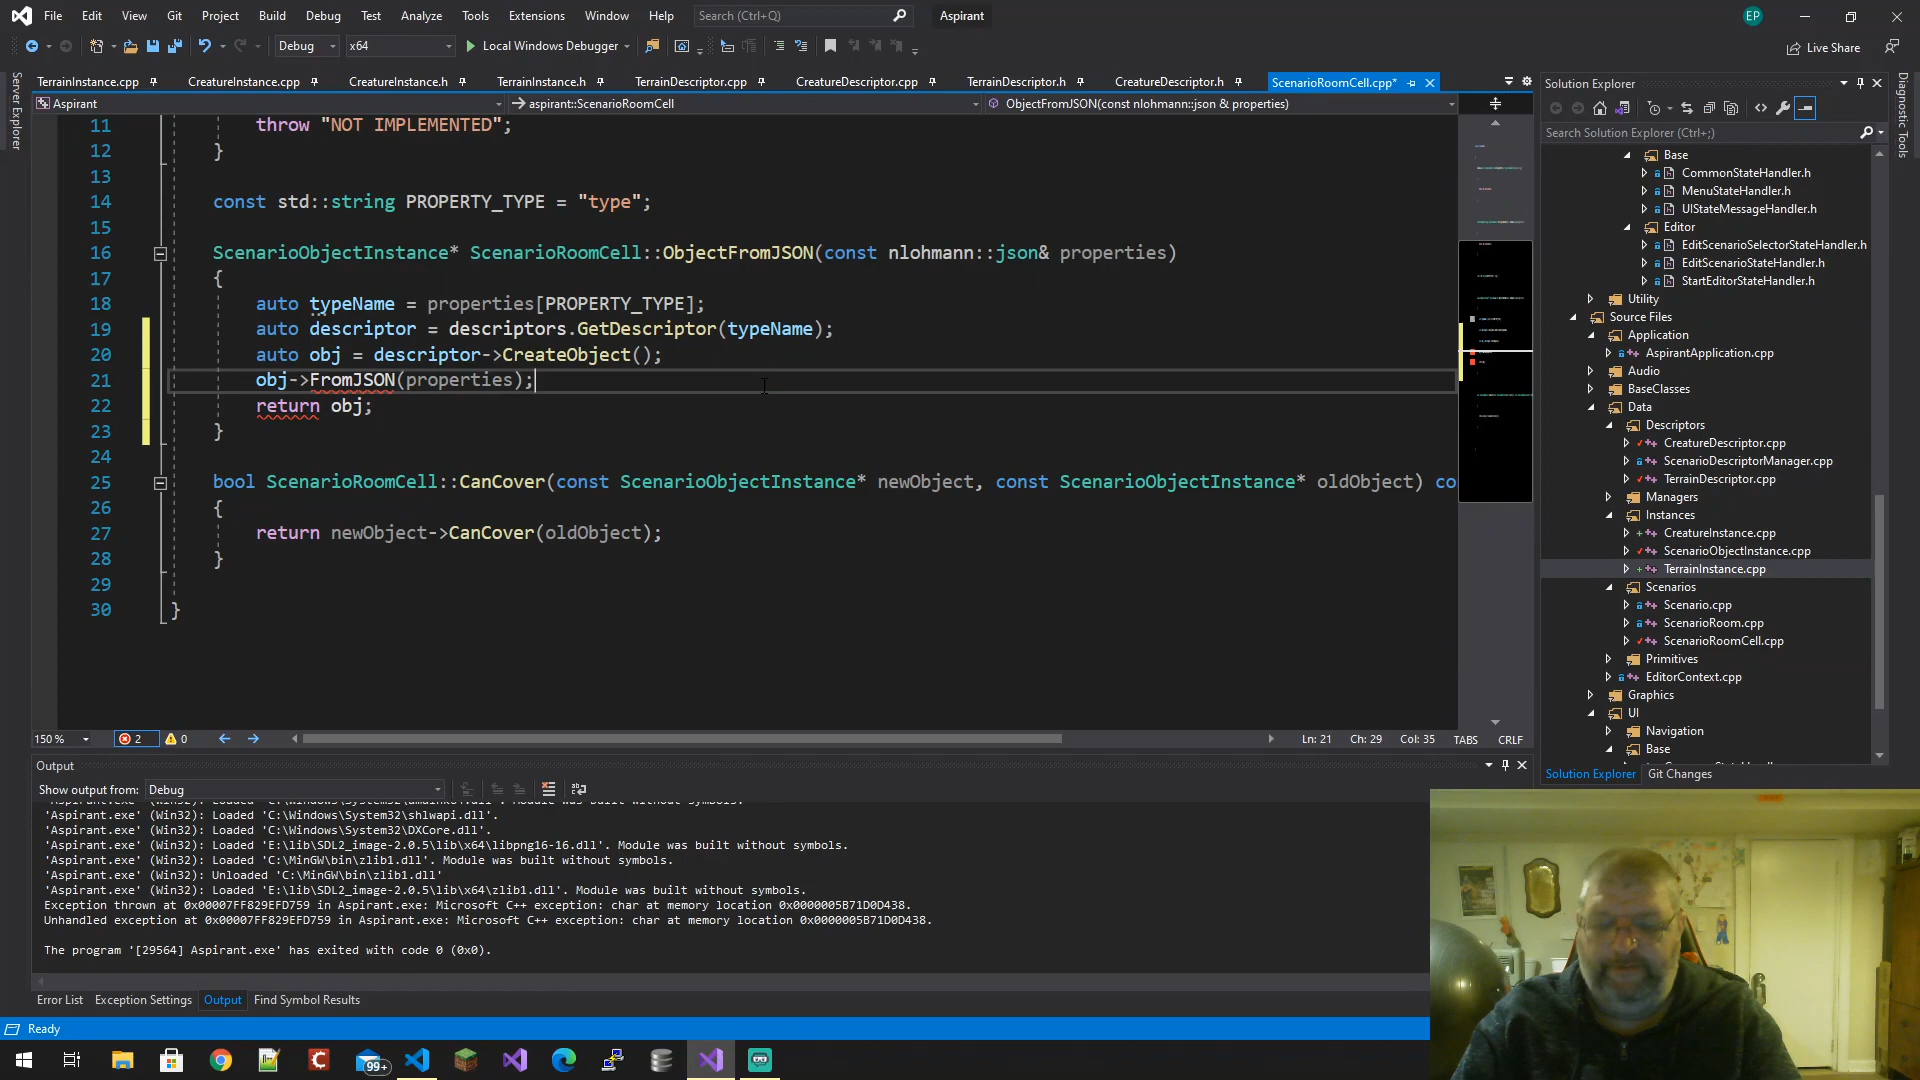 File Edit View Git Project Build Debug Test Analyze Tools Extensions Window Help Search (Ctrl+Q) Aspirant EP
Debug x64 Local Windows Debugger Live Share
TerrainInstance.cpp CreatureInstance.cpp CreatureInstance.h TerrainInstance.h TerrainDescriptor.cpp CreatureDescriptor.cpp TerrainDescriptor.h CreatureDescriptor.h ScenarioRoomCell.cpp*
Aspirant aspirant::ScenarioRoomCell ObjectFromJSON(const nlohmann::json & properties)
Server Explorer
11 throw "NOT IMPLEMENTED";
12 }
13
14 const std::string PROPERTY_TYPE = "type";
15
16 ScenarioObjectInstance* ScenarioRoomCell::ObjectFromJSON(const nlohmann::json& properties)
17 {
18 auto typeName = properties[PROPERTY_TYPE];
19 auto descriptor = descriptors.GetDescriptor(typeName);
20 auto obj = descriptor->CreateObject();
21 obj->FromJSON(properties);
22 return obj;
23 }
24
25 bool ScenarioRoomCell::CanCover(const ScenarioObjectInstance* newObject, const ScenarioObjectInstance* oldObject) co
26 {
27 return newObject->CanCover(oldObject);
28 }
29
30 }
150 % 2 0 Ln: 21 Ch: 29 Col: 35 TABS CRLF
Output
Show output from: Debug
'Aspirant.exe' (Win32): Loaded 'C:\Windows\System32\shlwapi.dll'.
'Aspirant.exe' (Win32): Loaded 'C:\Windows\System32\DXCore.dll'.
'Aspirant.exe' (Win32): Loaded 'E:\lib\SDL2_image-2.0.5\lib\x64\libpng16-16.dll'. Module was built without symbols.
'Aspirant.exe' (Win32): Loaded 'C:\MinGW\bin\zlib1.dll'. Module was built without symbols.
'Aspirant.exe' (Win32): Unloaded 'C:\MinGW\bin\zlib1.dll'
'Aspirant.exe' (Win32): Loaded 'E:\lib\SDL2_image-2.0.5\lib\x64\zlib1.dll'. Module was built without symbols.
Exception thrown at 0x00007FF829EFD759 in Aspirant.exe: Microsoft C++ exception: char at memory location 0x0000005B71D0D438.
Unhandled exception at 0x00007FF829EFD759 in Aspirant.exe: Microsoft C++ exception: char at memory location 0x0000005B71D0D438.
The program '[29564] Aspirant.exe' has exited with code 0 (0x0).
Error List Exception Settings Output Find Symbol Results
Ready
99+
Solution Explorer
Search Solution Explorer (Ctrl+;)
Base
CommonStateHandler.h
MenuStateHandler.h
UIStateMessageHandler.h
Editor
EditScenarioSelectorStateHandler.h
EditScenarioStateHandler.h
StartEditorStateHandler.h
Utility
Source Files
Application
AspirantApplication.cpp
Audio
BaseClasses
Data
Descriptors
CreatureDescriptor.cpp
ScenarioDescriptorManager.cpp
TerrainDescriptor.cpp
Managers
Instances
CreatureInstance.cpp
ScenarioObjectInstance.cpp
TerrainInstance.cpp
Scenarios
Scenario.cpp
ScenarioRoom.cpp
ScenarioRoomCell.cpp
Primitives
EditorContext.cpp
Graphics
UI
Navigation
Base
Solution Explorer Git Changes
Diagnostic Tools